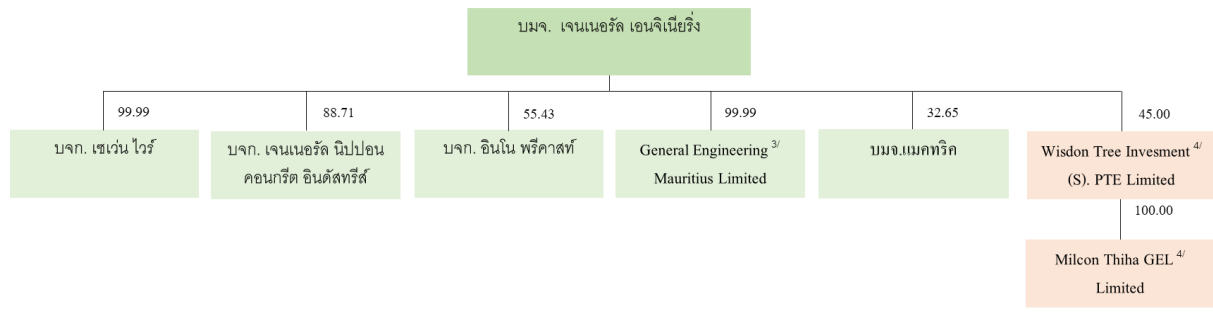 บมจ. เจนเนอรัล เอนจิเนียริ่ง
99.99
88.71
55.43
99.99
32.65
45.00
บจก. เซเว่น ไวร์
บจก. เจนเนอรัล นิปปอน
คอนกรีต อินดัสทรีส์
บจก. อินโน พรีคาสท์
General Engineering 3/
Mauritius Limited
บมจ.แมคทริค
Wisdon Tree Invesment 4/
(S). PTE Limited
100.00
Milcon Thiha GEL 4/
Limited